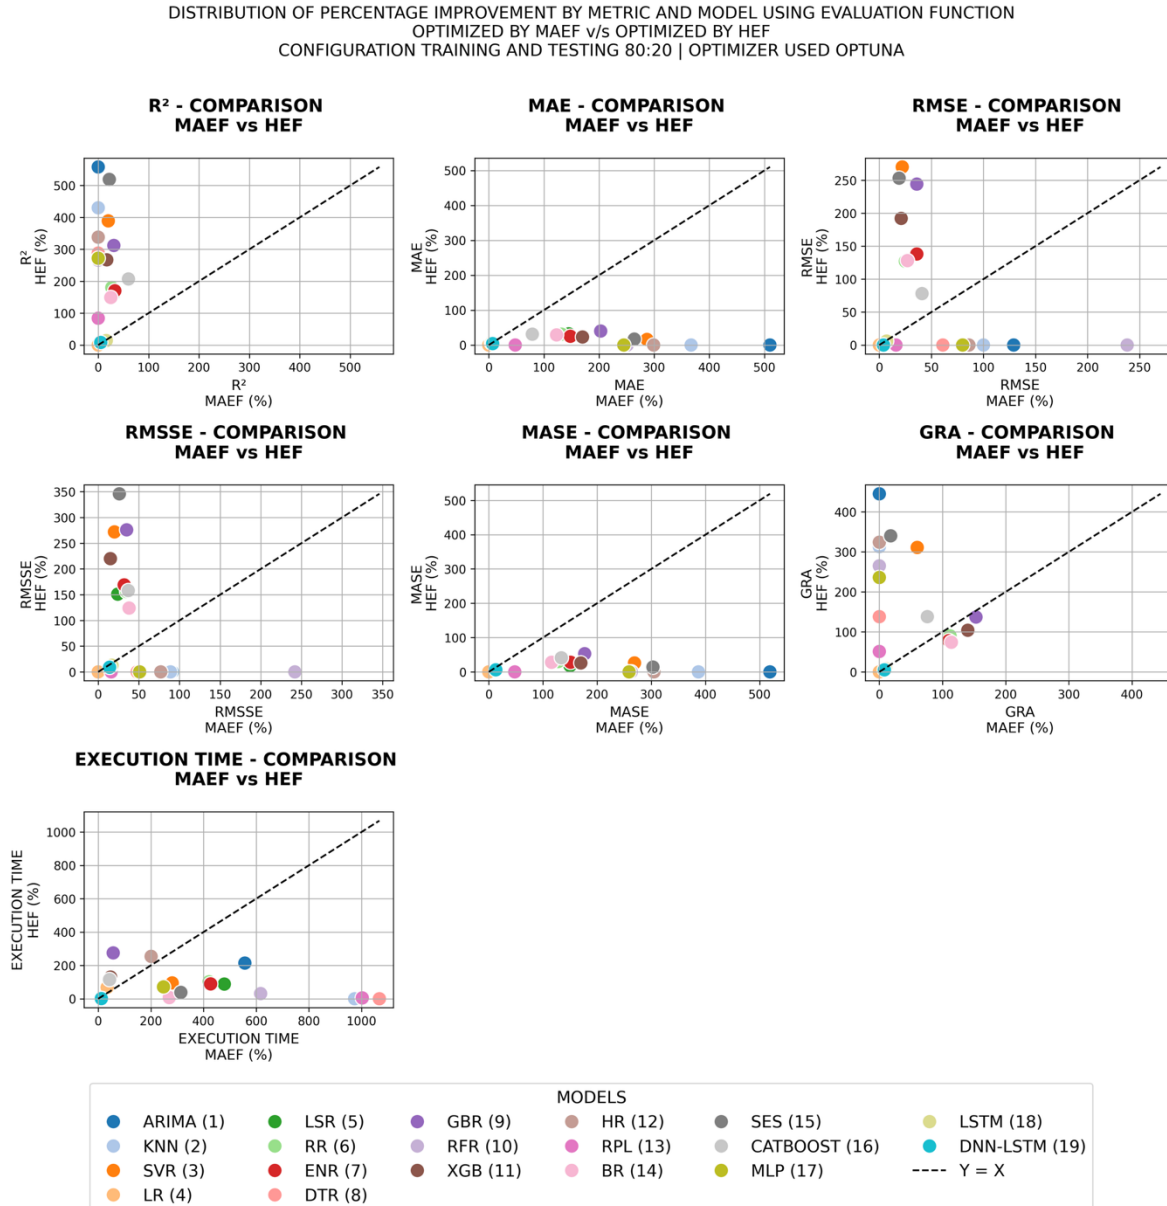 DISTRIBUTION OF PERCENTAGE IMPROVEMENT BY METRIC AND MODEL USING EVALUATION FUNCTION
OPTIMIZED BY MAEF v/s OPTIMIZED BY HEF
CONFIGURATION TRAINING AND TESTING 80:20 | OPTIMIZER USED OPTUNA
R² - COMPARISON
MAEF vs HEF
500
400
300
200
100
0
R²
HEF (%)
0 100 200 300 400 500
R²
MAEF (%)
MAE - COMPARISON
MAEF vs HEF
500
400
300
200
100
0
MAE
HEF (%)
0 100 200 300 400 500
MAE
MAEF (%)
RMSE - COMPARISON
MAEF vs HEF
250
200
150
100
50
0
RMSE
HEF (%)
0 50 100 150 200 250
RMSE
MAEF (%)
RMSSE - COMPARISON
MAEF vs HEF
350
300
250
200
150
100
50
0
RMSSE
HEF (%)
0 50 100 150 200 250 300 350
RMSSE
MAEF (%)
MASE - COMPARISON
MAEF vs HEF
500
400
300
200
100
0
MASE
HEF (%)
0 100 200 300 400 500
MASE
MAEF (%)
GRA - COMPARISON
MAEF vs HEF
400
300
200
100
0
GRA
HEF (%)
0 100 200 300 400
GRA
MAEF (%)
EXECUTION TIME - COMPARISON
MAEF vs HEF
1000
800
600
400
200
0
EXECUTION TIME
HEF (%)
0 200 400 600 800 1000
EXECUTION TIME
MAEF (%)
MODELS
ARIMA (1) LSR (5) GBR (9) HR (12) SES (15) LSTM (18)
KNN (2) RR (6) RFR (10) RPL (13) CATBOOST (16) DNN-LSTM (19)
SVR (3) ENR (7) XGB (11) BR (14) MLP (17) Y = X
LR (4) DTR (8)